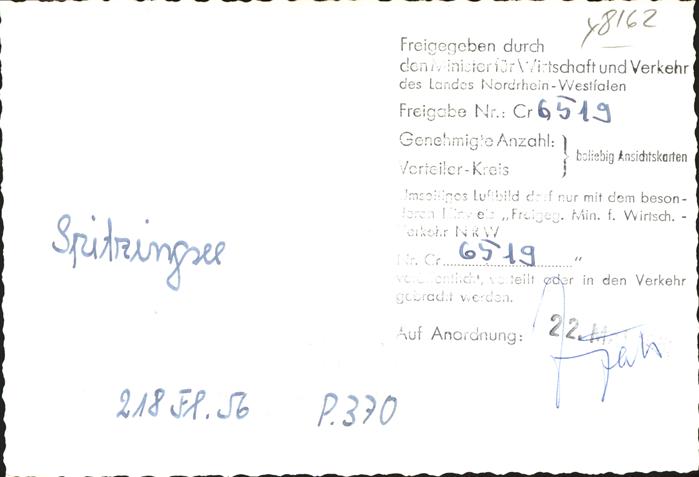 y8162
Freigegeben durch
den Minister für Wirtschaft und Verkehr
des Landes Nordrhein-Westfalen
Freigabe Nr.: Cr 6519
Genehmigte Anzahl:
Verteiler-Kreis
} beliebig Ansichtskarten
Umseitiges Luftbild darf nur mit dem beson-
deren Hinweis „Freigeg. Min. f. Wirtsch. -
Verkehr NRW
Nr. Cr. 6519 "
veröffentlicht, verteilt oder in den Verkehr
gebracht werden.
Auf Anordnung: 22.
Spitzingsee
218 Fl. 56 P. 370